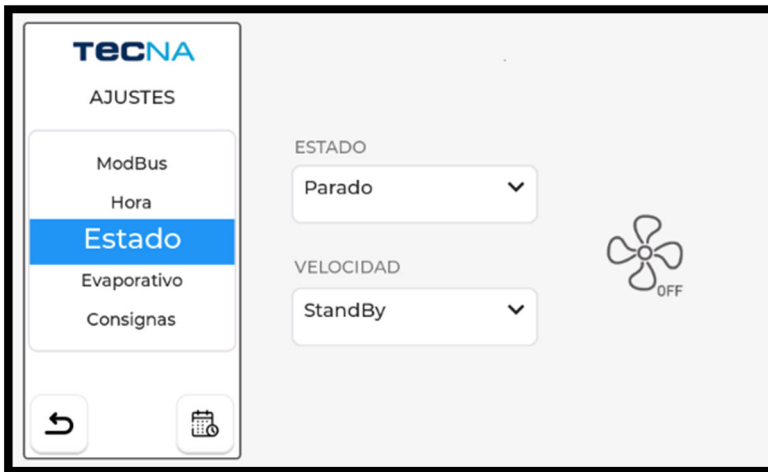 TECNA
AJUSTES
ModBus
Hora
Estado
Evaporativo
Consignas
ESTADO
Parado
VELOCIDAD
StandBy
OFF